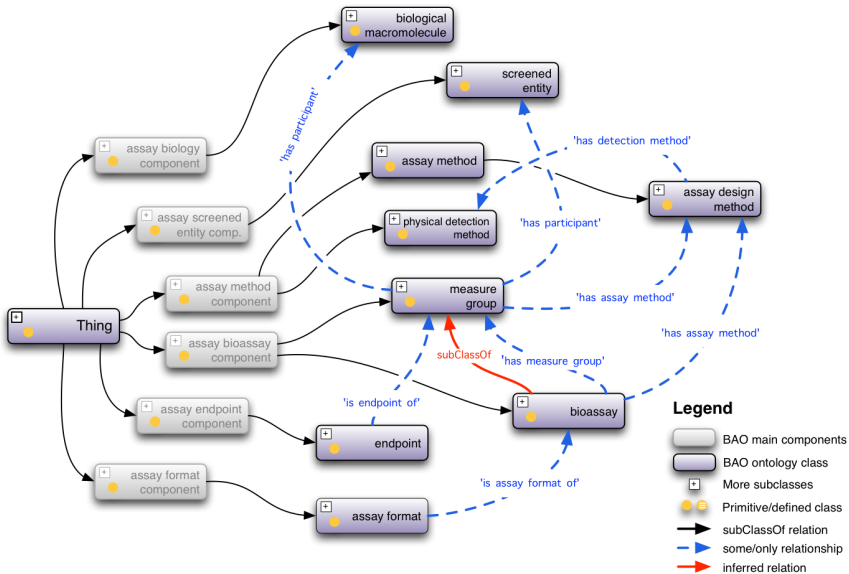 biological
macromolecule
screened
entity
'has participant'
'has detection method'
assay biology
component
assay method
assay design
method
assay screened
entity comp.
physical detection
method
'has participant'
assay method
component
measure
group
'has assay method'
Thing
assay bioassay
component
'has assay method'
subClassOf
'has measure group'
'is endpoint of'
assay endpoint
component
endpoint
bioassay
assay format
component
'is assay format of'
assay format
Legend
BAO main components
BAO ontology class
More subclasses
Primitive/defined class
subClassOf relation
some/only relationship
inferred relation